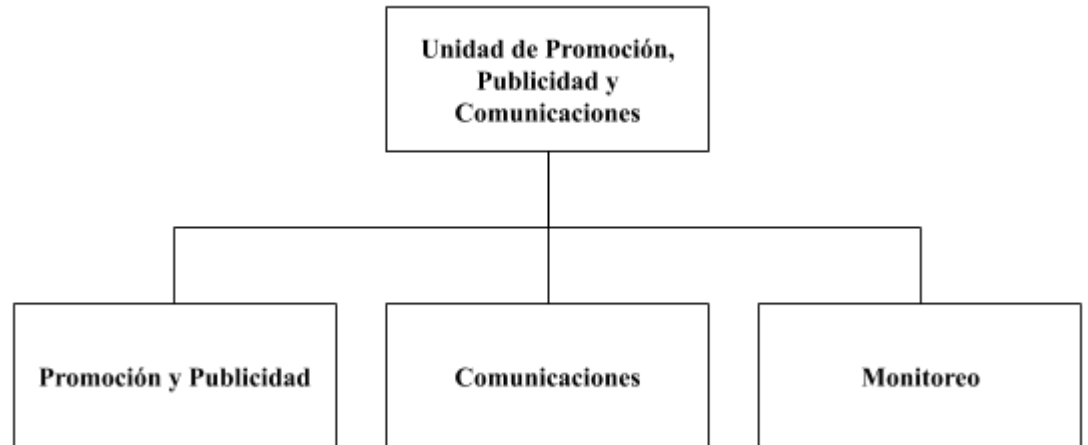 Unidad de Promoción,
Publicidad y
Comunicaciones
Promoción y Publicidad
Comunicaciones
Monitoreo